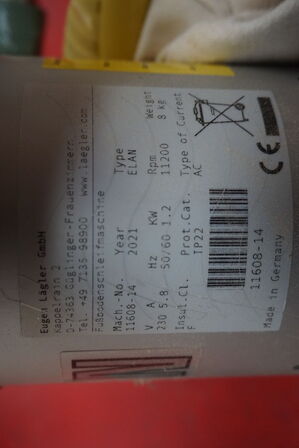 Eugen Lägler GmbH
Kappelrain 2
D-74363 Güglingen-Frauenzimmern
Tel. +49 7135-98900 www.laegler.com
Fußbodenschleifmaschine
Mach.-No. Year Type
11608-14 2021 ELAN
V A Hz KW Rpm Weight
230 5.8 50/60 1.2 11200 8 kg
Insul.Cl. Prot.Cat. Type of Current
F IP22 AC
11608-14
Made in Germany
CE